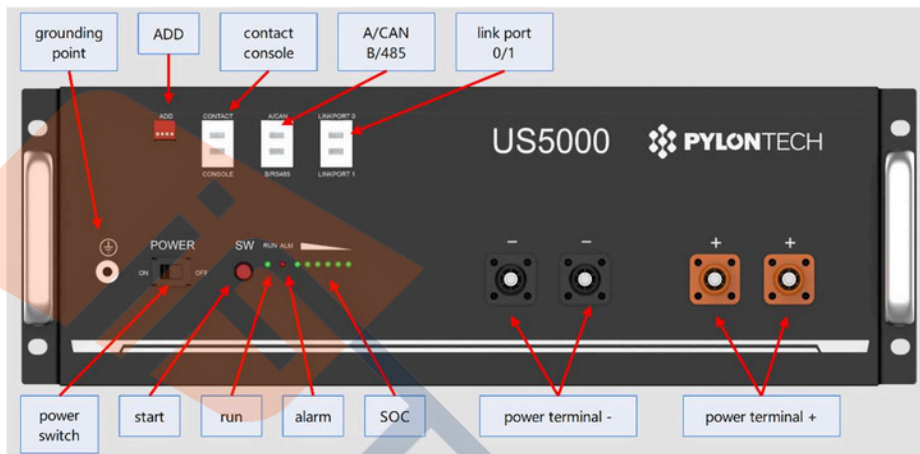 grounding
point
ADD
contact
console
A/CAN
B/485
link port
0/1
ADD
CONTACT
A/CAN
LINKPORT 0
CONSOLE
B/RS485
LINKPORT 1
US5000
PYLONTECH
POWER
ON
OFF
SW
RUN
ALM
−
−
+
+
power
switch
start
run
alarm
SOC
power terminal -
power terminal +